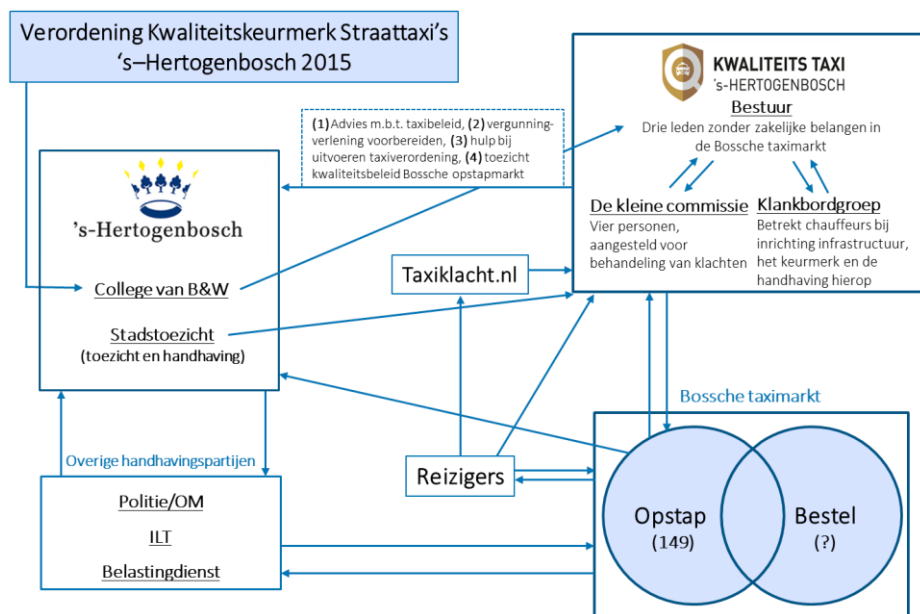 Verordening Kwaliteitskeurmerk Straattaxi's
‘s–Hertogenbosch 2015
KWALITEITS TAXI
's-HERTOGENBOSCH
Bestuur
Drie leden zonder zakelijke belangen in
de Bossche taximarkt
(1) Advies m.b.t. taxibeleid, (2) vergunning-
verlening voorbereiden, (3) hulp bij
uitvoeren taxiverordening, (4) toezicht
kwaliteitsbeleid Bossche opstapmarkt
De kleine commissie
Vier personen,
aangesteld voor
behandeling van klachten
Klankbordgroep
Betrekt chauffeurs bij
inrichting infrastructuur,
het keurmerk en de
handhaving hierop
's-Hertogenbosch
College van B&W
Stadstoezicht
(toezicht en handhaving)
Taxiklacht.nl
Bossche taximarkt
Overige handhavingspartijen
Reizigers
Politie/OM
ILT
Belastingdienst
Opstap
(149)
Bestel
(?)